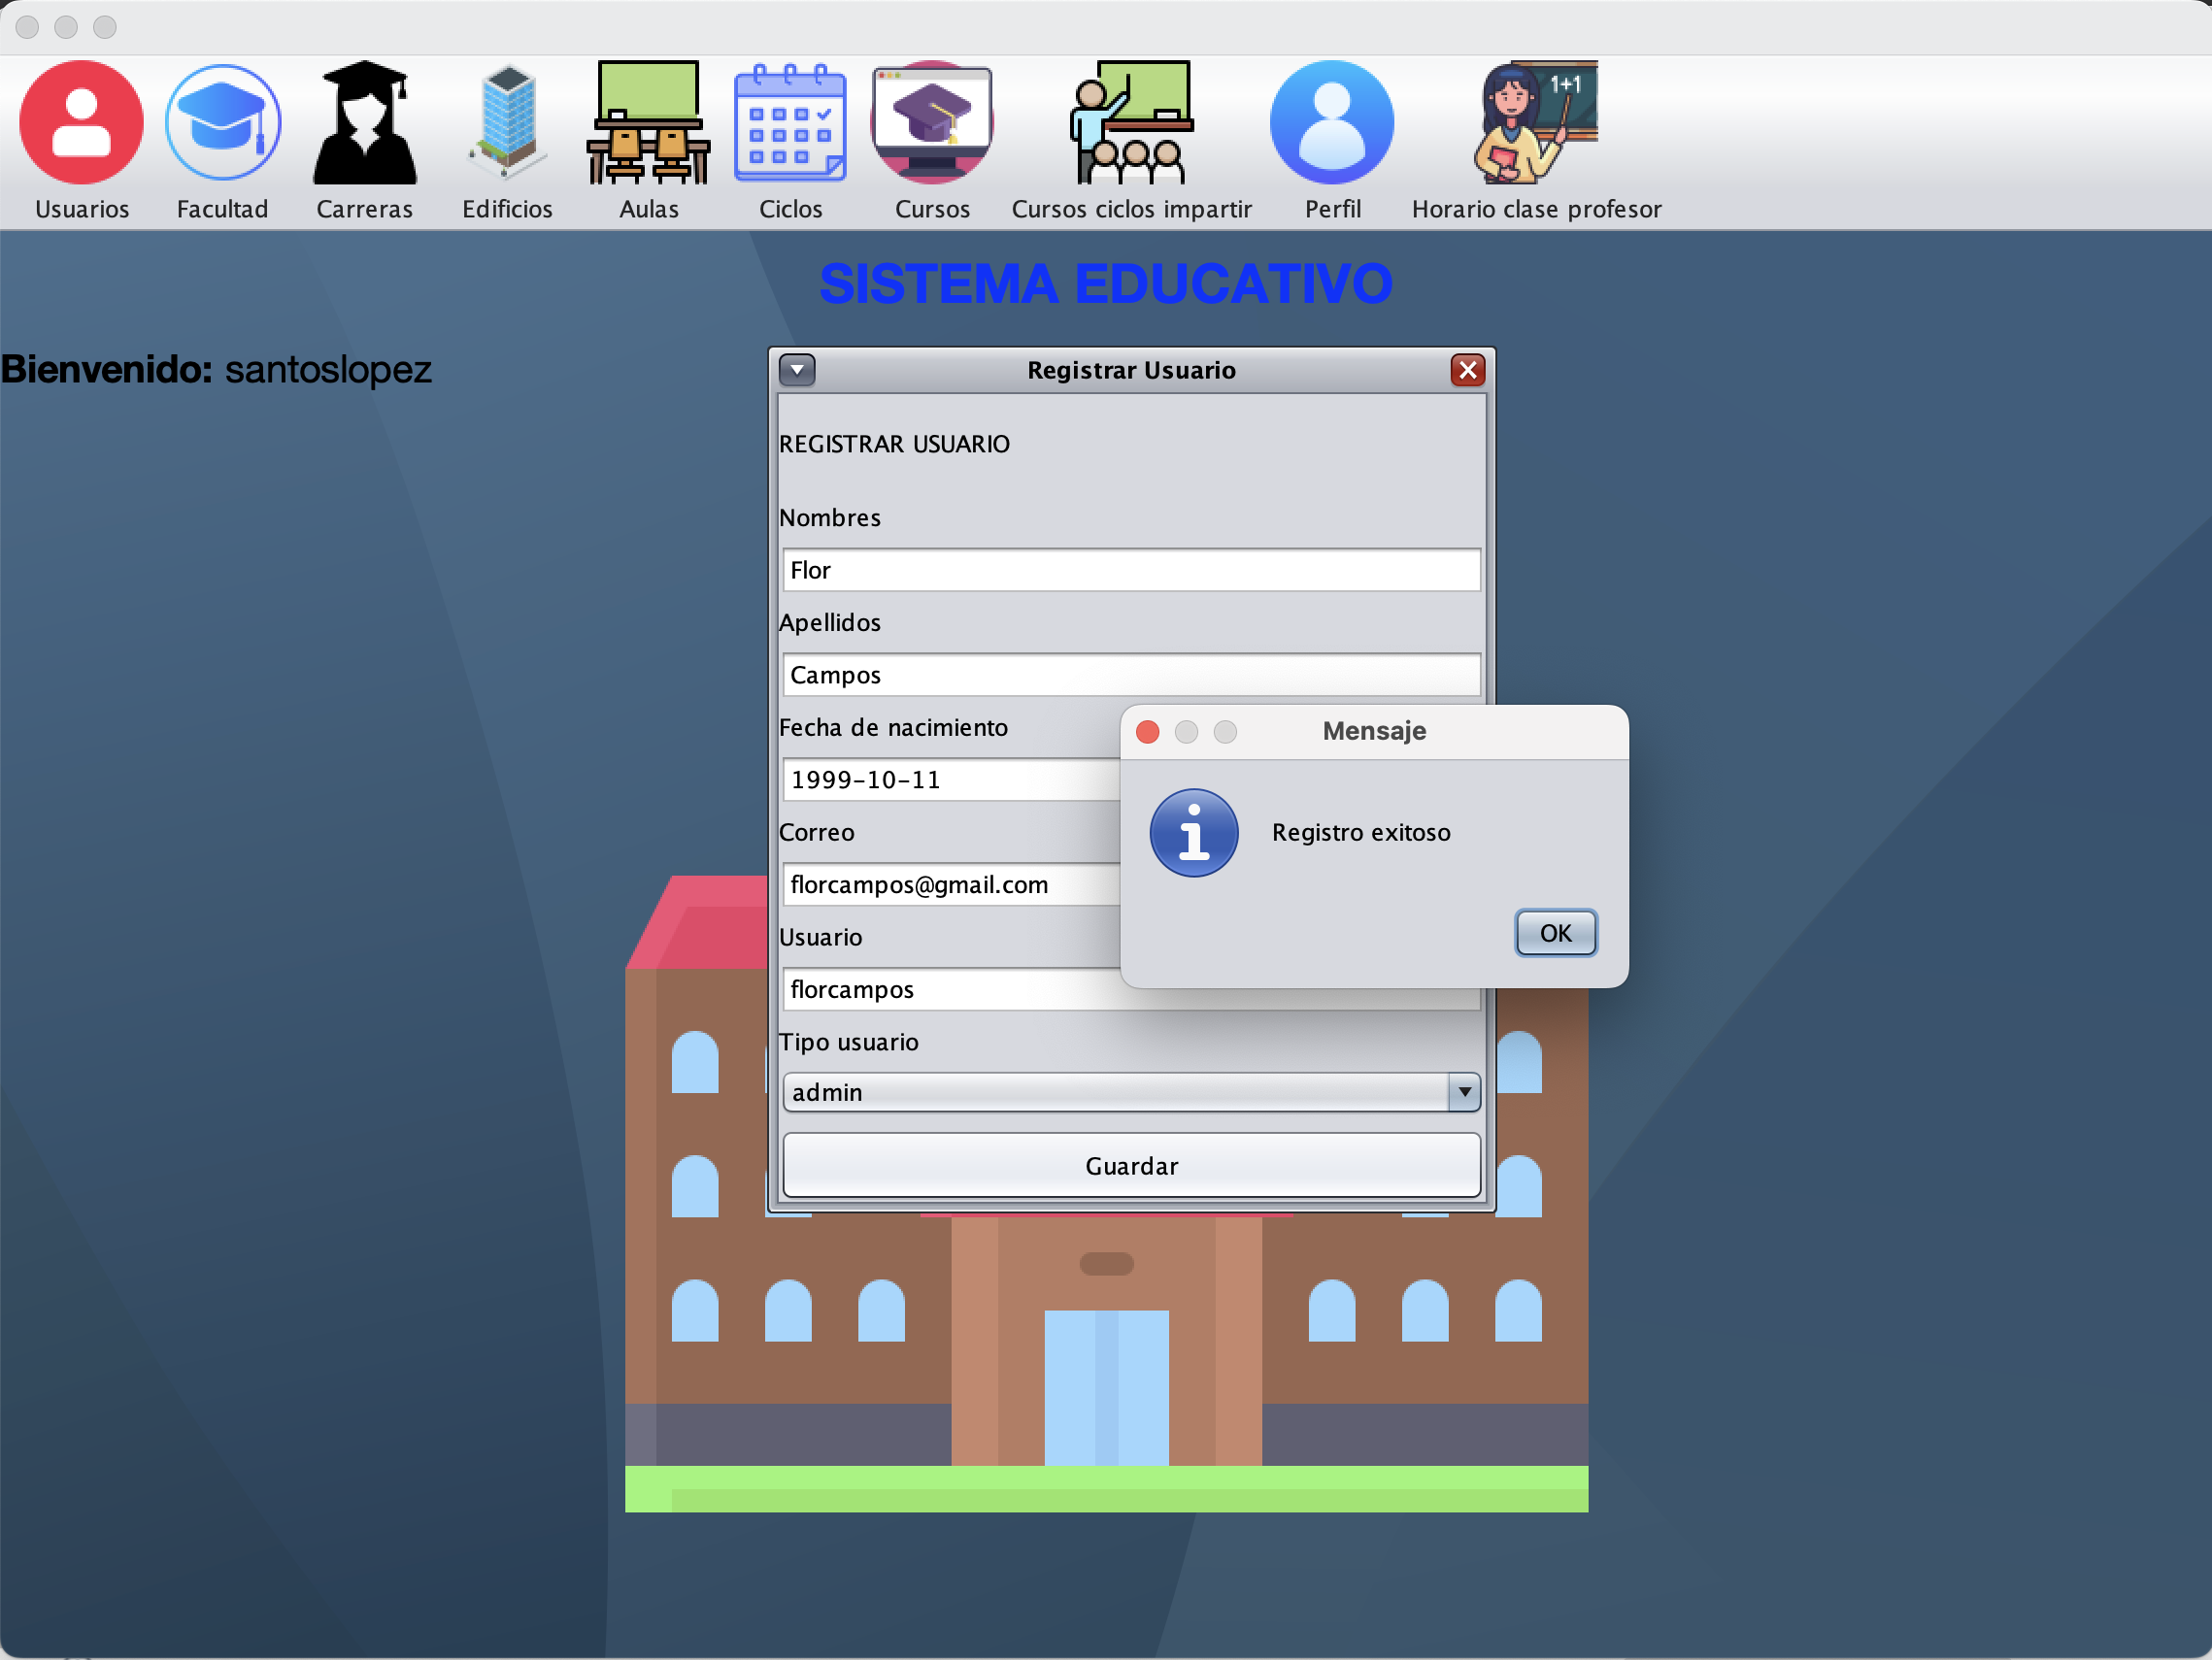 1+1
Usuarios
Facultad
Carreras
Edificios
Aulas
Ciclos
Cursos
Cursos ciclos impartir
Perfil
Horario clase profesor
SISTEMA EDUCATIVO
Bienvenido: santoslopez
Registrar Usuario
REGISTRAR USUARIO
Nombres
Flor
Apellidos
Campos
Fecha de nacimiento
1999-10-11
Correo
florcampos@gmail.com
Usuario
florcampos
Tipo usuario
admin
Guardar
Mensaje
Registro exitoso
OK